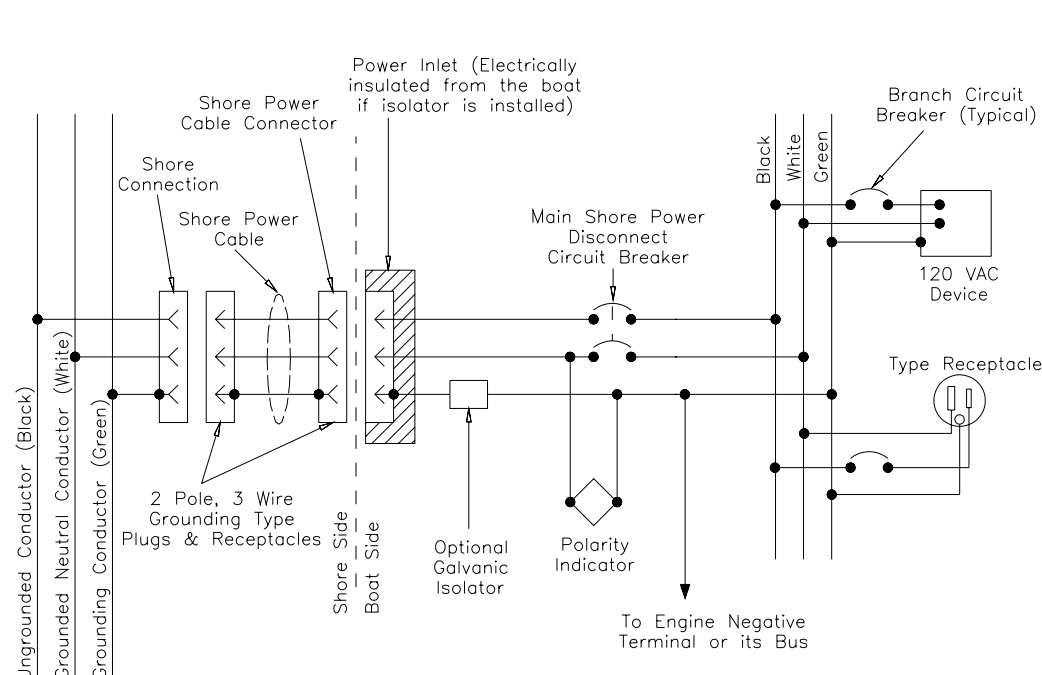 Power Inlet (Electrically
insulated from the boat
if isolator is installed)
Shore Power
Cable Connector
Branch Circuit
Breaker (Typical)
Shore
Connection
Black
White
Green
Shore Power
Cable
Main Shore Power
Disconnect
Circuit Breaker
120 VAC
Device
Type Receptacle
Ungrounded Conductor (Black)
Grounded Neutral Conductor (White)
Grounding Conductor (Green)
2 Pole, 3 Wire
Grounding Type
Plugs & Receptacles
Shore Side
Boat Side
Optional
Galvanic
Isolator
Polarity
Indicator
To Engine Negative
Terminal or its Bus